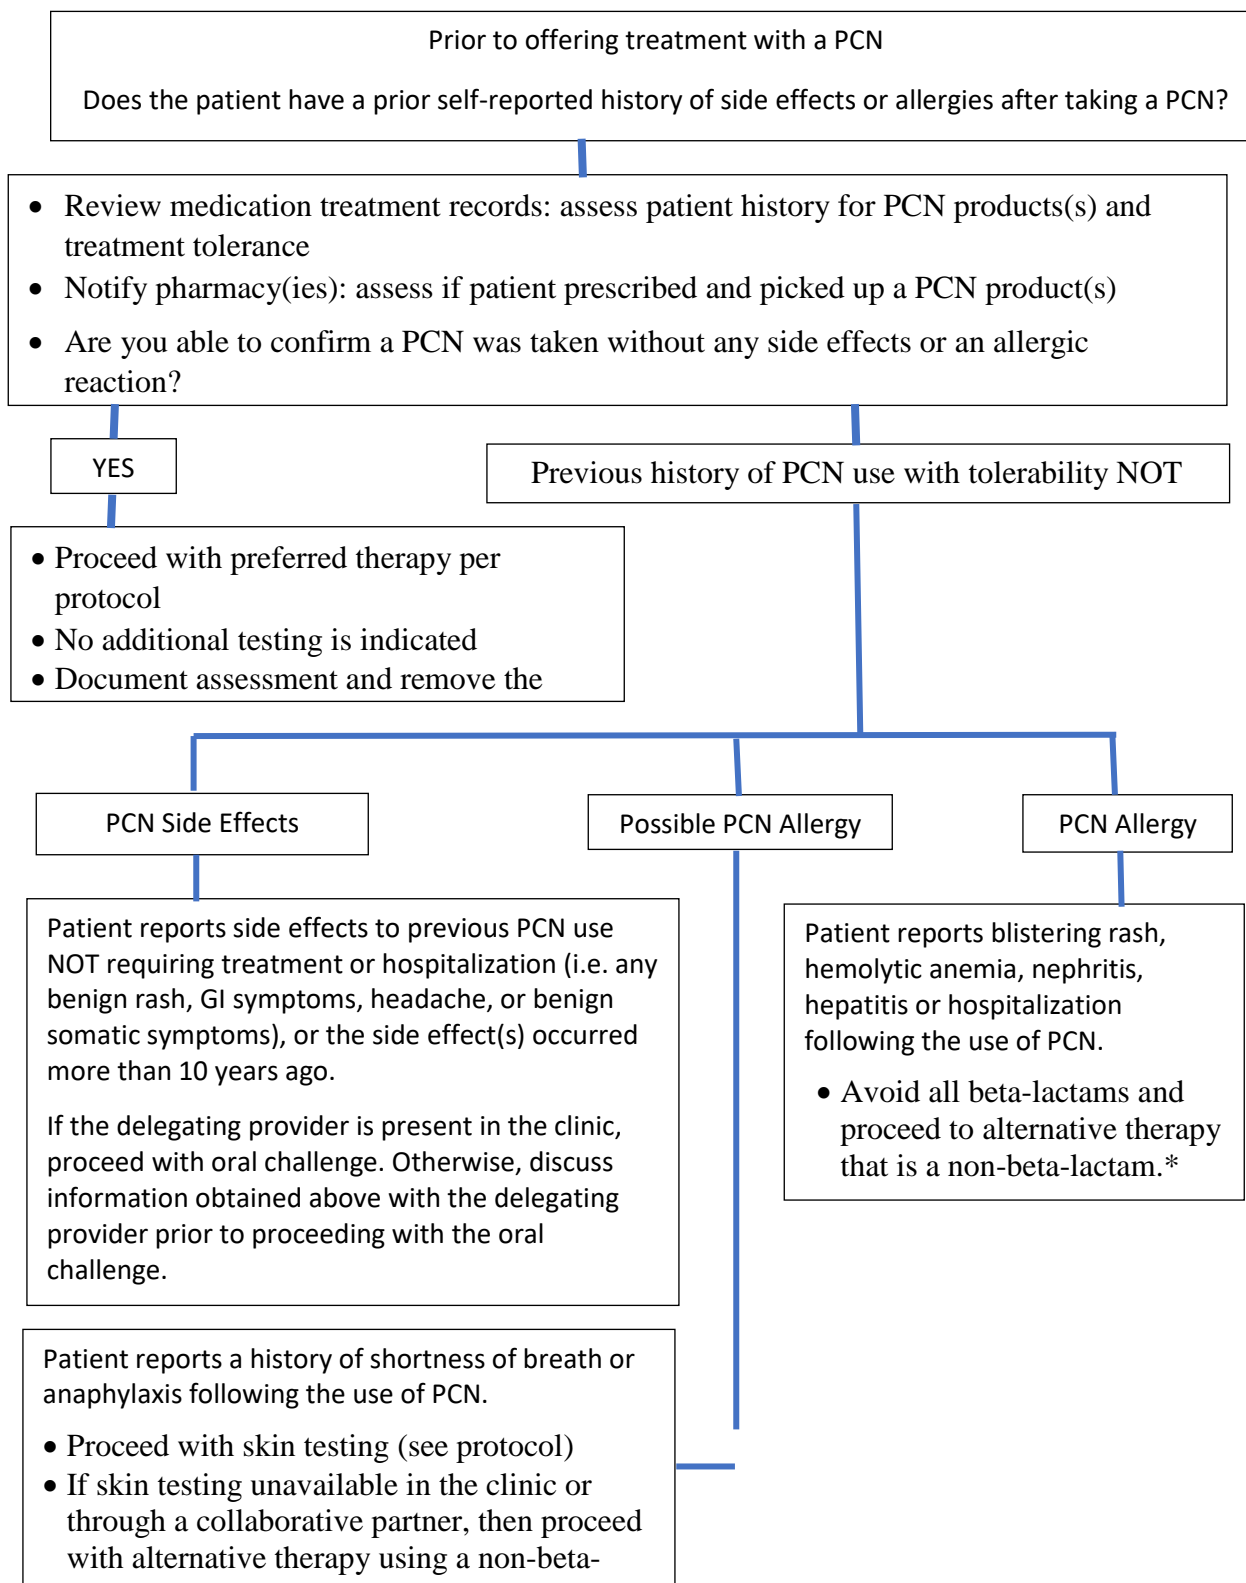 Prior to offering treatment with a PCN
Does the patient have a prior self-reported history of side effects or allergies after taking a PCN?
• Review medication treatment records: assess patient history for PCN products(s) and
treatment tolerance
• Notify pharmacy(ies): assess if patient prescribed and picked up a PCN product(s)
• Are you able to confirm a PCN was taken without any side effects or an allergic
reaction?
YES
Previous history of PCN use with tolerability NOT
• Proceed with preferred therapy per
protocol
• No additional testing is indicated
• Document assessment and remove the
PCN Side Effects
Possible PCN Allergy
PCN Allergy
Patient reports side effects to previous PCN use
NOT requiring treatment or hospitalization (i.e. any
benign rash, GI symptoms, headache, or benign
somatic symptoms), or the side effect(s) occurred
more than 10 years ago.
If the delegating provider is present in the clinic,
proceed with oral challenge. Otherwise, discuss
information obtained above with the delegating
provider prior to proceeding with the oral
challenge.
Patient reports blistering rash,
hemolytic anemia, nephritis,
hepatitis or hospitalization
following the use of PCN.
• Avoid all beta-lactams and
proceed to alternative therapy
that is a non-beta-lactam.*
Patient reports a history of shortness of breath or
anaphylaxis following the use of PCN.
• Proceed with skin testing (see protocol)
• If skin testing unavailable in the clinic or
through a collaborative partner, then proceed
with alternative therapy using a non-beta-